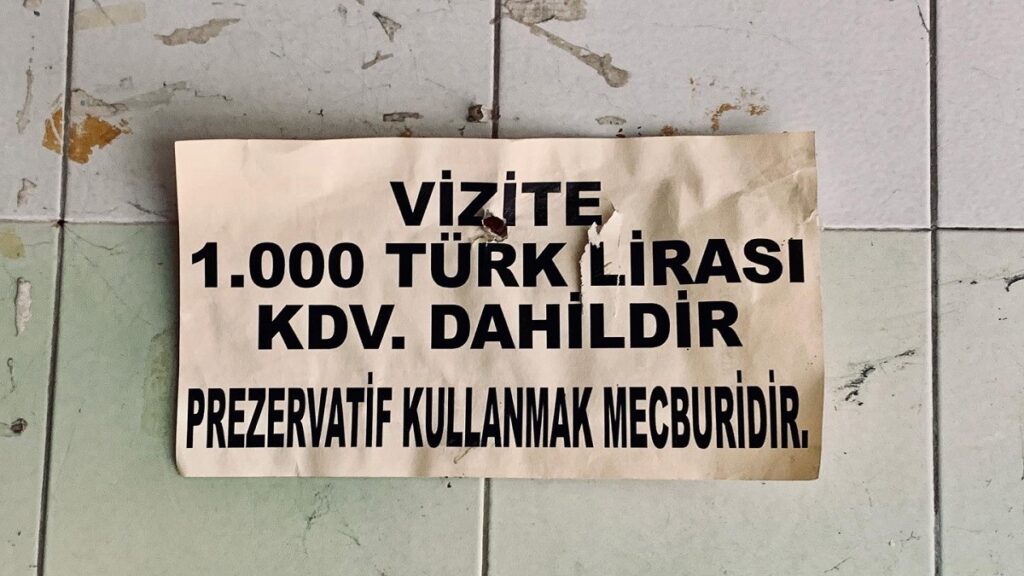 VİZİTE
1.000 TÜRK LİRASI
KDV. DAHİLDİR
PREZERVATİF KULLANMAK MECBURİDİR.